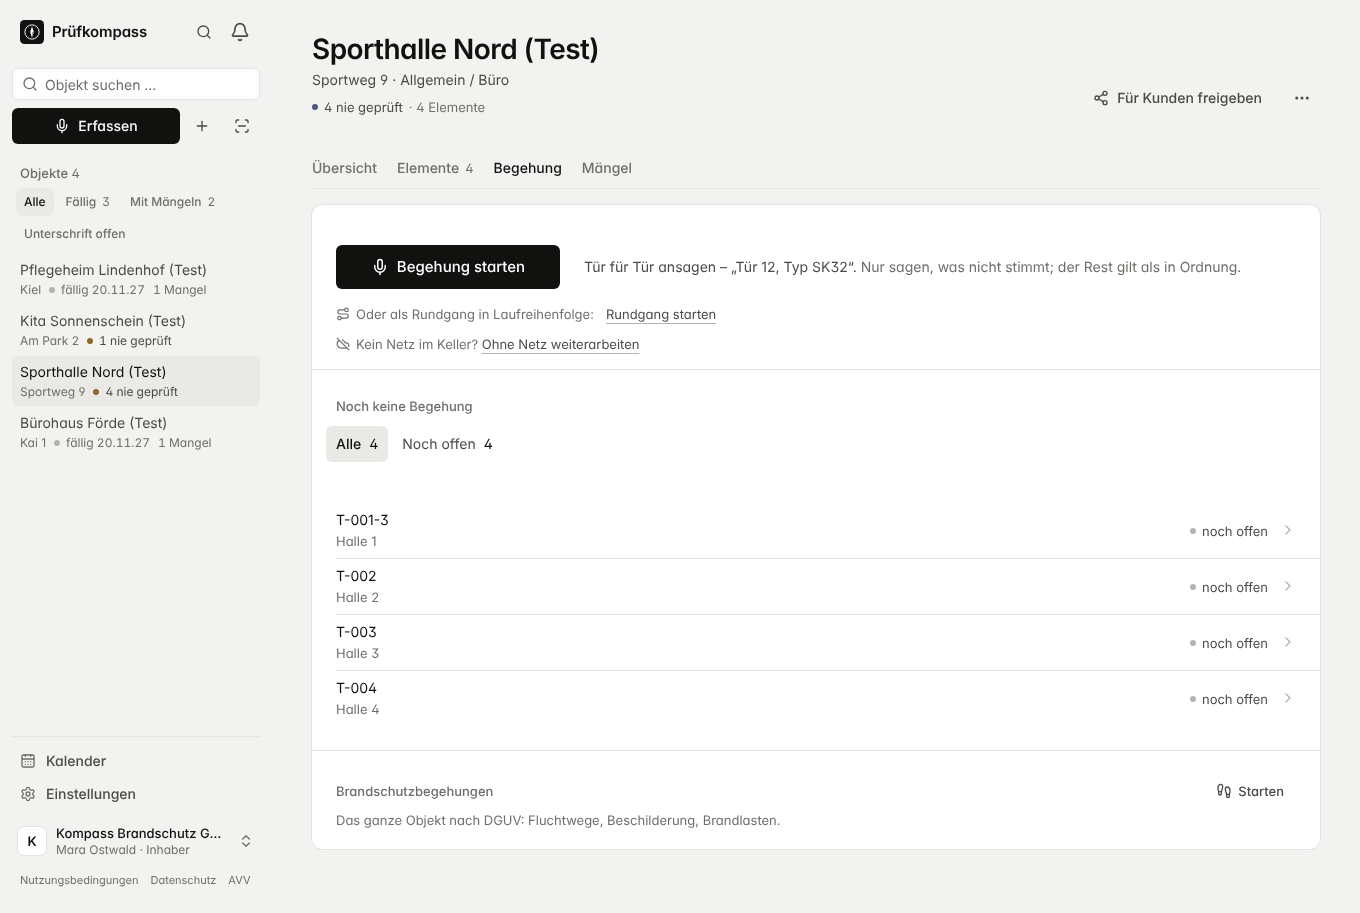 Prüfkompass
Objekt suchen ...
Erfassen
Objekte 4
Alle Fällig 3 Mit Mängeln 2
Unterschrift offen
Pflegeheim Lindenhof (Test)
Kiel fällig 20.11.27 1 Mangel
Kita Sonnenschein (Test)
Am Park 2 1 nie geprüft
Sporthalle Nord (Test)
Sportweg 9 4 nie geprüft
Bürohaus Förde (Test)
Kai 1 fällig 20.11.27 1 Mangel
Kalender
Einstellungen
K
Kompass Brandschutz G...
Mara Ostwald · Inhaber
Nutzungsbedingungen Datenschutz AVV
Sporthalle Nord (Test)
Sportweg 9 · Allgemein / Büro
4 nie geprüft · 4 Elemente
Für Kunden freigeben
Übersicht Elemente 4 Begehung Mängel
Begehung starten
Tür für Tür ansagen – „Tür 12, Typ SK32“. Nur sagen, was nicht stimmt; der Rest gilt als in Ordnung.
Oder als Rundgang in Laufreihenfolge: Rundgang starten
Kein Netz im Keller? Ohne Netz weiterarbeiten
Noch keine Begehung
Alle 4 Noch offen 4
T-001-3
Halle 1
noch offen
T-002
Halle 2
noch offen
T-003
Halle 3
noch offen
T-004
Halle 4
noch offen
Brandschutzbegehungen
Starten
Das ganze Objekt nach DGUV: Fluchtwege, Beschilderung, Brandlasten.